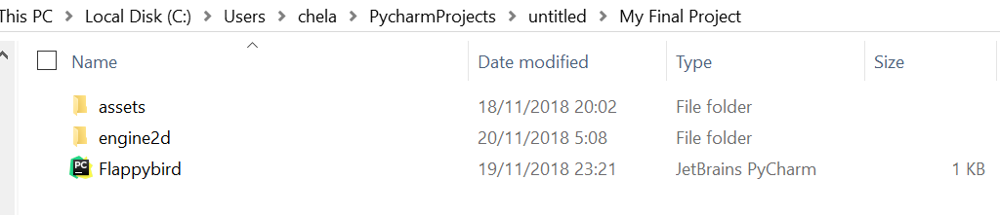 This PC > Local Disk (C:) > Users > chela > PycharmProjects > untitled > My Final Project
Name Date modified Type Size
assets 18/11/2018 20:02 File folder
engine2d 20/11/2018 5:08 File folder
PC Flappybird 19/11/2018 23:21 JetBrains PyCharm 1 KB